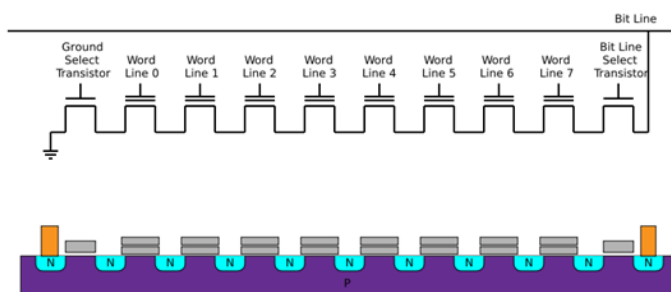 Bit Line
Ground
Select
Transistor
Word
Line 0
Word
Line 1
Word
Line 2
Word
Line 3
Word
Line 4
Word
Line 5
Word
Line 6
Word
Line 7
Bit Line
Select
Transistor
N
N
N
N
N
N
N
N
N
N
N
P